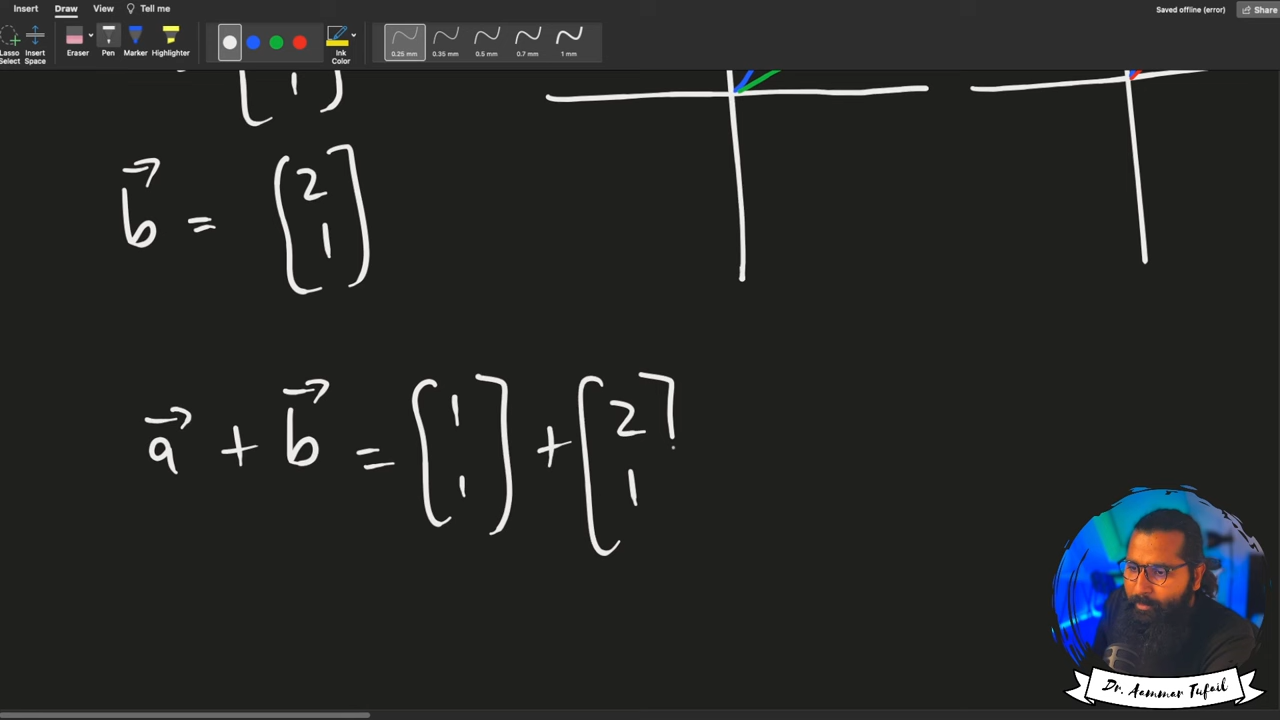 Insert Draw View Tell me Saved offline (error) Share
Lasso Select Insert Space Eraser Pen Marker Highlighter Ink Color 0.25 mm 0.35 mm 0.5 mm 0.7 mm 1 mm
1
b⃗ = [2
1]
a⃗ + b⃗ = [1 + [2
1] 1
Dr. Aammar Tufail